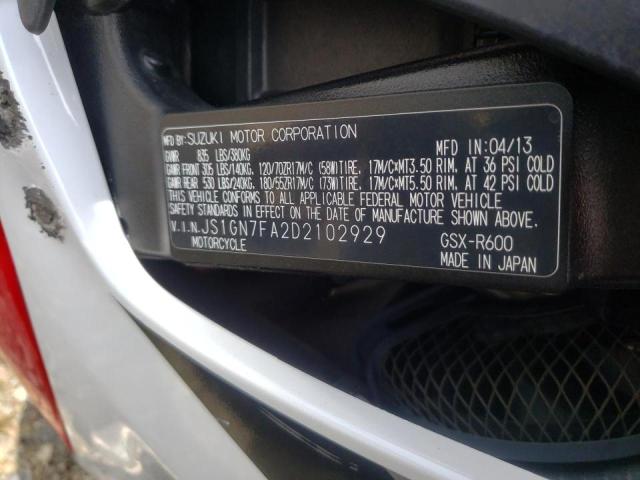 MFD BY:SUZUKI MOTOR CORPORATION MFD IN:04/13
GVWR 835 LBS/380KG
GAWR FRONT 305 LBS/140KG, 120/70ZR17M/C (58W)TIRE, 17M/C×MT3.50 RIM, AT 36 PSI COLD
GAWR REAR 530 LBS/240KG, 180/55ZR17M/C (73W)TIRE, 17M/C×MT5.50 RIM, AT 42 PSI COLD
THIS VEHICLE CONFORMS TO ALL APPLICABLE FEDERAL MOTOR VEHICLE
SAFETY STANDARDS IN EFFECT ON THE DATE OF MANUFACTURE SHOWN ABOVE.
V.I.N.JS1GN7FA2D2102929 GSX-R600
MOTORCYCLE MADE IN JAPAN